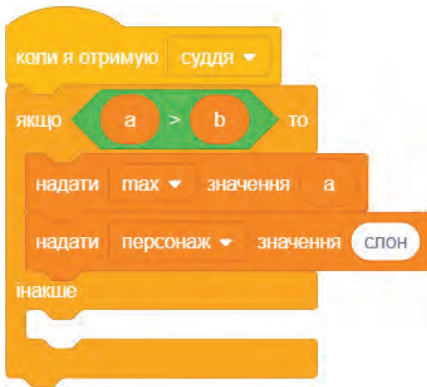 коли я отримую суддя
якщо a > b то
надати max значення a
надати персонаж значення слон
інакше